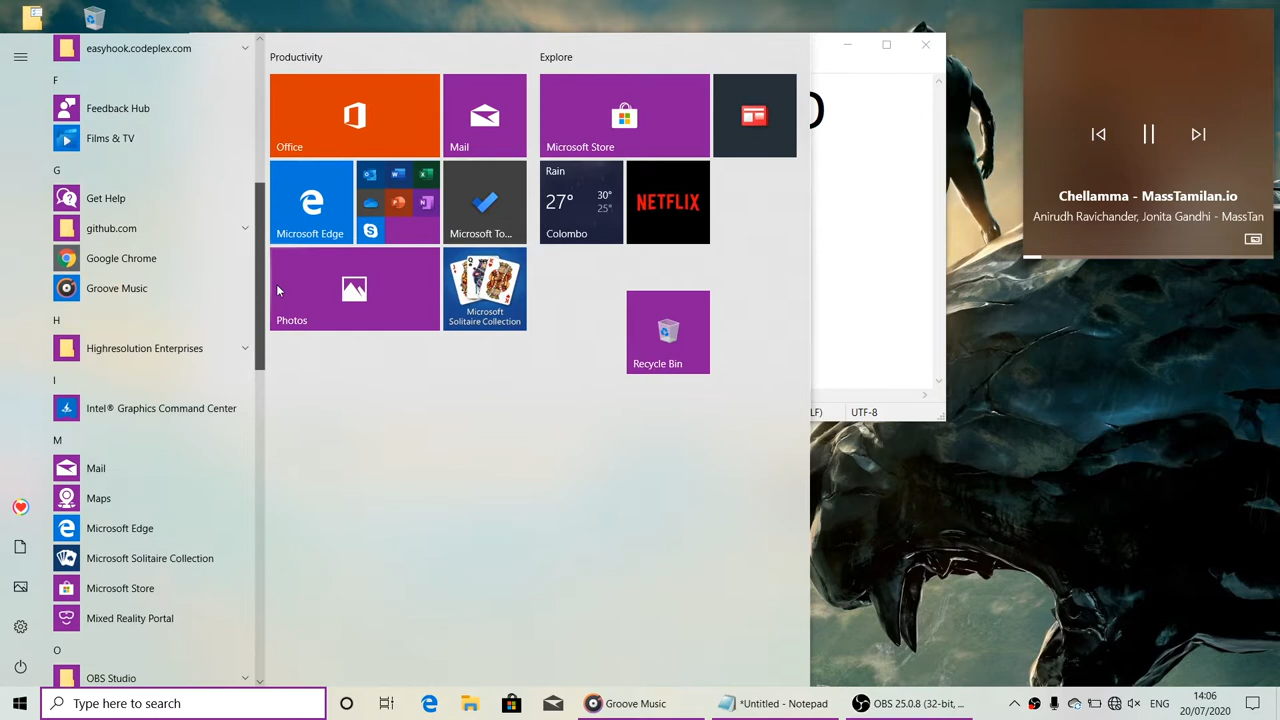 easyhook.codeplex.com
F
Feedback Hub
Films & TV
G
Get Help
github.com
Google Chrome
Groove Music
H
Highresolution Enterprises
I
Intel® Graphics Command Center
M
Mail
Maps
Microsoft Edge
Microsoft Solitaire Collection
Microsoft Store
Mixed Reality Portal
O
OBS Studio
Productivity
Office
Mail
Microsoft Edge
Microsoft To...
Photos
Microsoft
Solitaire Collection
Explore
Microsoft Store
Rain
27°
30°
25°
Colombo
NETFLIX
Recycle Bin
LF)
UTF-8
Chellamma - MassTamilan.io
Anirudh Ravichander, Jonita Gandhi - MassTan
Type here to search
Groove Music
*Untitled - Notepad
OBS 25.0.8 (32-bit, ...
ENG
14:06
20/07/2020